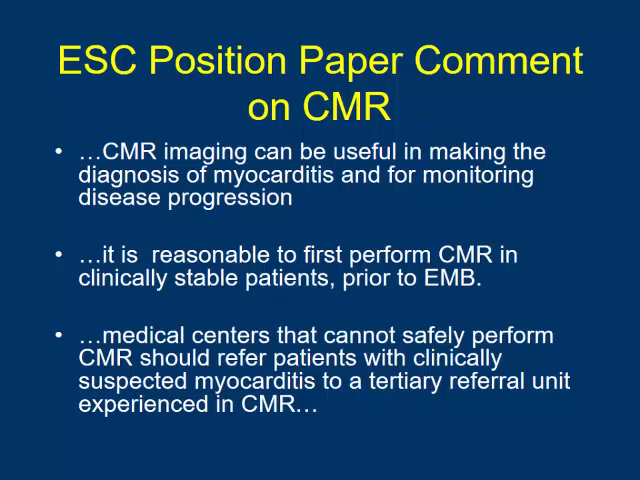 ESC Position Paper Comment
on CMR
• …CMR imaging can be useful in making the
diagnosis of myocarditis and for monitoring
disease progression
• …it is  reasonable to first perform CMR in
clinically stable patients, prior to EMB.
• …medical centers that cannot safely perform
CMR should refer patients with clinically
suspected myocarditis to a tertiary referral unit
experienced in CMR…